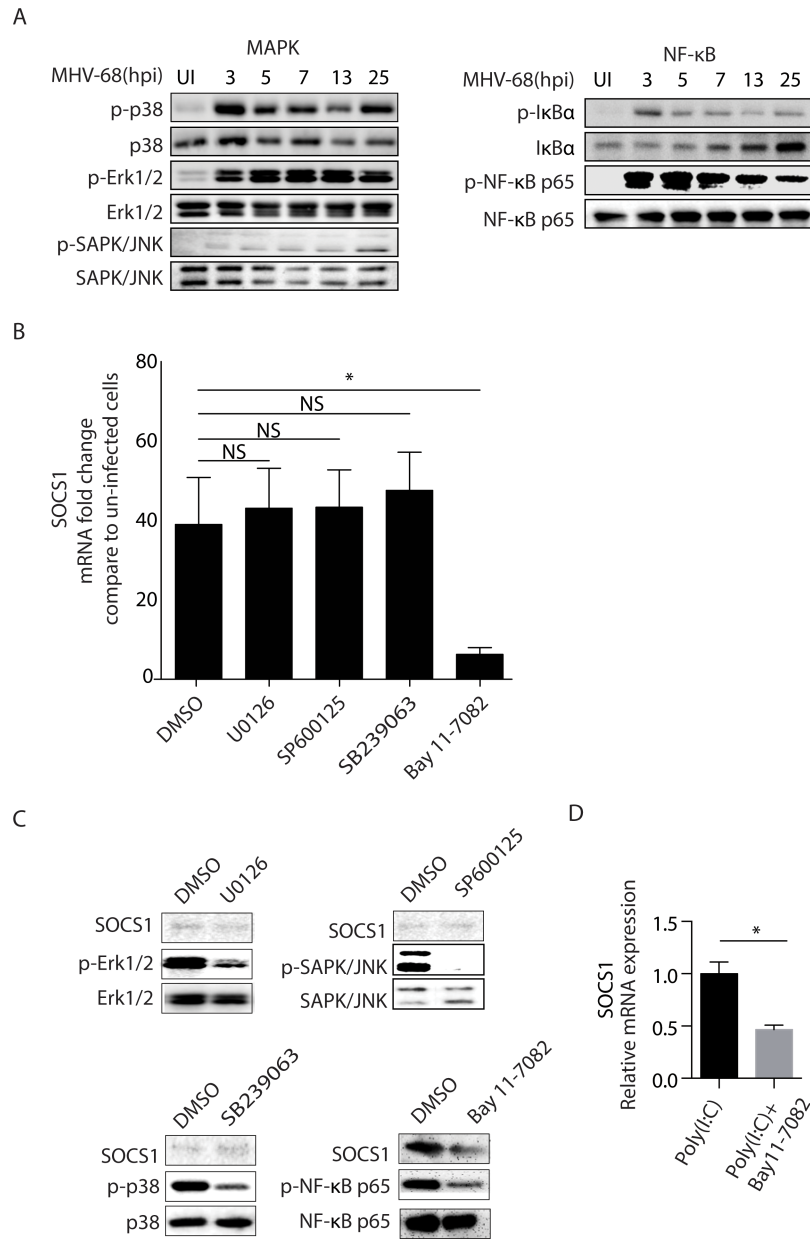 A
MAPK
MHV-68(hpi) UI 3 5 7 13 25
p-p38
p38
p-Erk1/2
Erk1/2
p-SAPK/JNK
SAPK/JNK
NF-κB
MHV-68(hpi) UI 3 5 7 13 25
p-IκBα
IκBα
p-NF-κB p65
NF-κB p65
B
SOCS1
mRNA fold change
compare to un-infected cells
80
60
40
20
0
*
NS
NS
NS
DMSO
U0126
SP600125
SB239063
Bay 11-7082
C
DMSO
U0126
SOCS1
p-Erk1/2
Erk1/2
DMSO
SP600125
SOCS1
p-SAPK/JNK
SAPK/JNK
DMSO
SB239063
SOCS1
p-p38
p38
DMSO
Bay 11-7082
SOCS1
p-NF-κB p65
NF-κB p65
D
SOCS1
Relative mRNA expression
1.5
1.0
0.5
0.0
*
Poly(I:C)
Poly(I:C)+
Bay11-7082